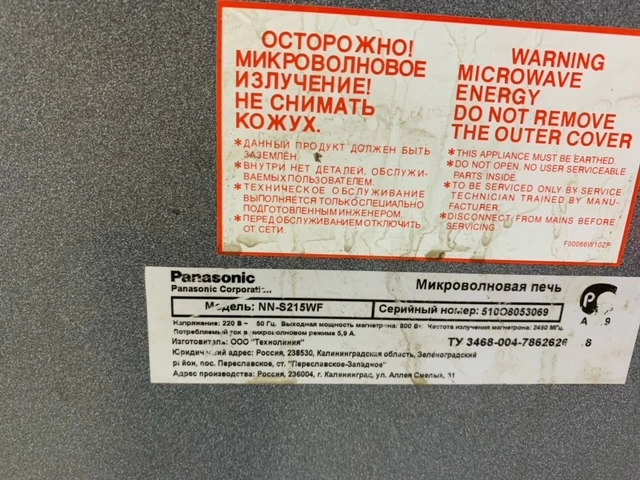 ОСТОРОЖНО!
МИКРОВОЛНОВОЕ
ИЗЛУЧЕНИЕ!
НЕ СНИМАТЬ
КОЖУХ.
*ДАННЫЙ ПРОДУКТ ДОЛЖЕН БЫТЬ
ЗАЗЕМЛЕН.
*ВНУТРИ НЕТ ДЕТАЛЕЙ, ОБСЛУЖИ-
ВАЕМЫХ ПОЛЬЗОВАТЕЛЕМ.
*ТЕХНИЧЕСКОЕ ОБСЛУЖИВАНИЕ
ВЫПОЛНЯЕТСЯ ТОЛЬКО СПЕЦИАЛЬНО
ПОДГОТОВЛЕННЫМ ИНЖЕНЕРОМ.
*ПЕРЕД ОБСЛУЖИВАНИЕМ ОТКЛЮЧИТЬ
ОТ СЕТИ.
WARNING
MICROWAVE
ENERGY
DO NOT REMOVE
THE OUTER COVER
*THIS APPLIANCE MUST BE EARTHED.
*DO NOT OPEN, NO USER SERVICEABLE
PARTS INSIDE.
*TO BE SERVICED ONLY BY SERVICE
TECHNICIAN TRAINED BY MANU-
FACTURER.
*DISCONNECT FROM MAINS BEFORE
SERVICING.
F00066W10ZP
Panasonic
Panasonic Corporation
Микроволновая печь
Модель: NN-S215WF
Серийный номер: 510O8053069
Напряжение: 220 В ~ 50 Гц. Выходная мощность магнетрона: 800 Вт. Частота излучения магнетрона: 2450 МГц.
Потребляемый ток в микроволновом режиме 5,9 А.
Изготовитель: ООО "Технолиния"
ТУ 3468-004-7862626 8
Юридический адрес: Россия, 238530, Калининградская область, Зеленоградский
район, пос. Переславское, ст. "Переславское-Западное"
Адрес производства: Россия, 236004, г. Калининград, ул. Аллея Смелых, 31